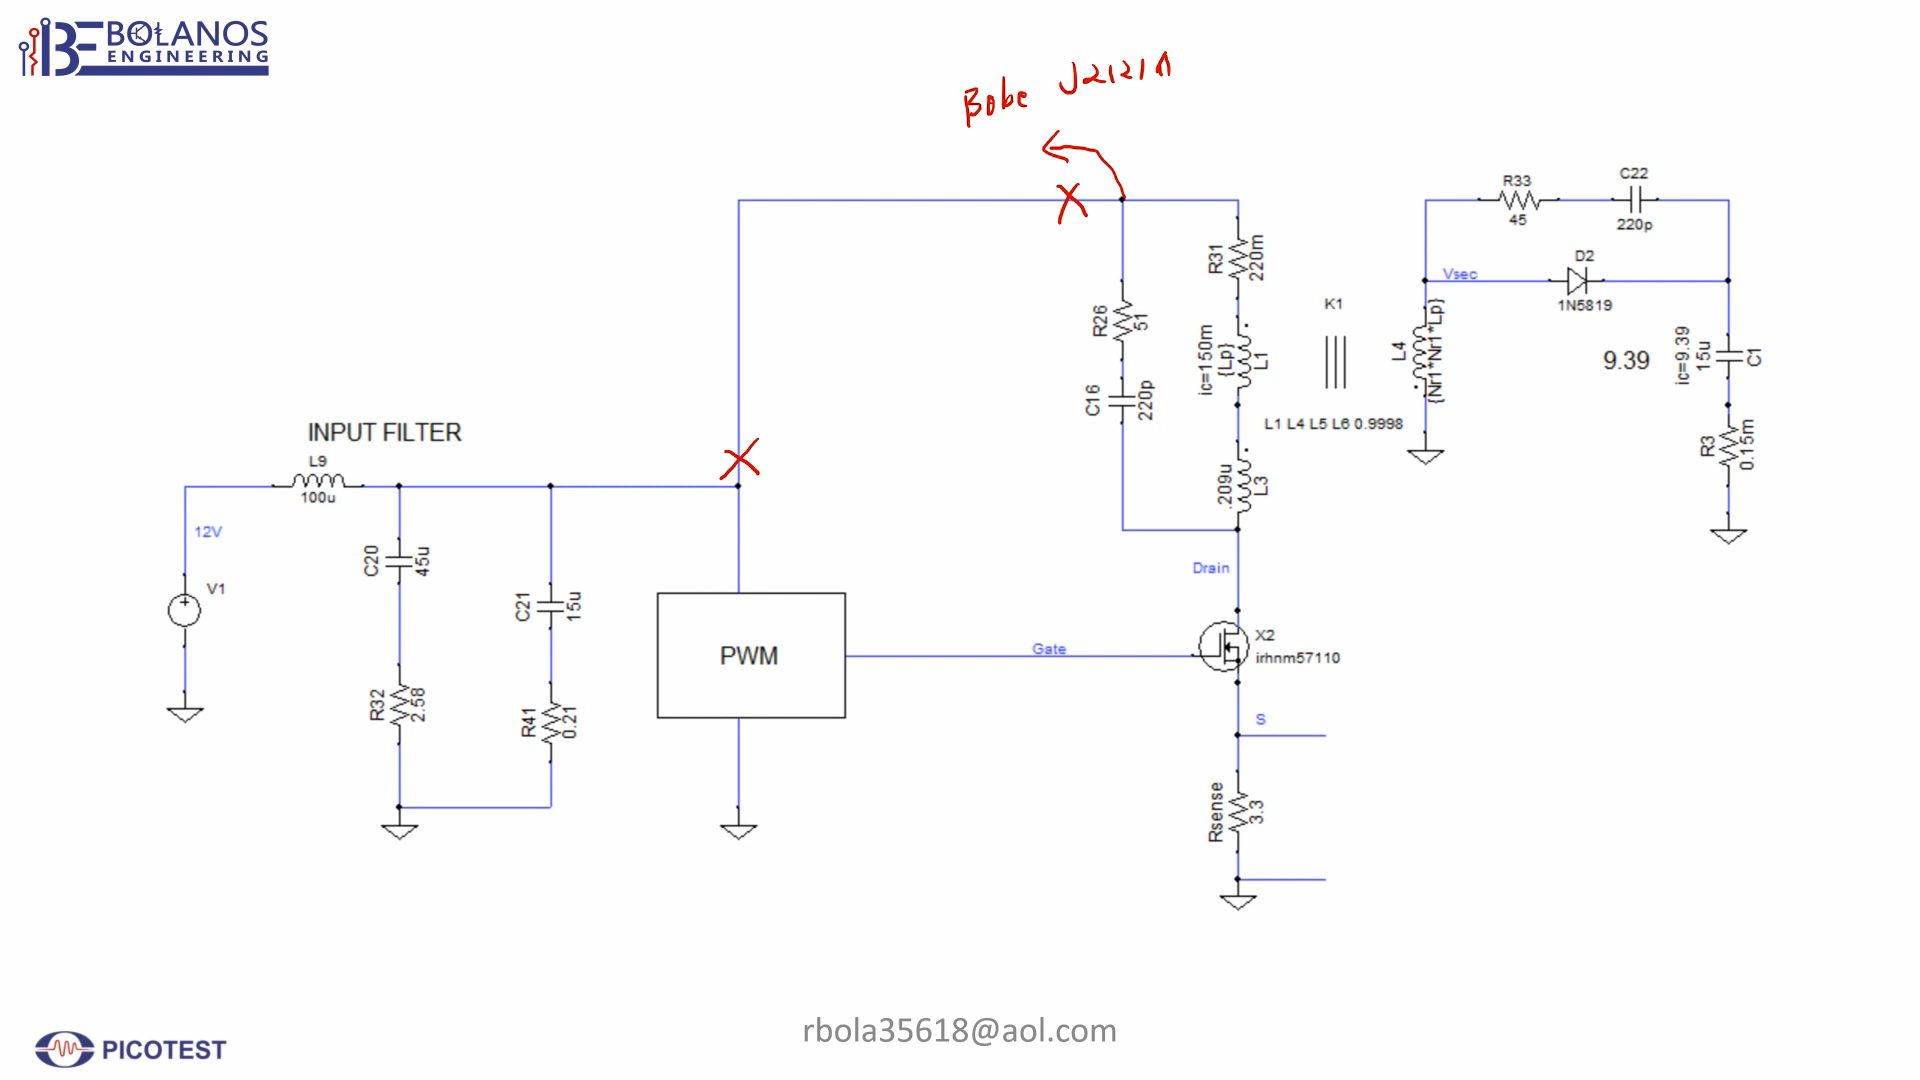 BOLANOS
ENGINEERING
Bobe J2121A
INPUT FILTER
L9
100u
12V
V1
C20
45u
R32
2.58
C21
15u
R41
0.21
PWM
Gate
R26
51
C16
220p
R31
220m
ic=150m
{Lp}
L1
.209u
L3
Drain
X2
irhnm57110
S
Rsense
3.3
K1
L1 L4 L5 L6 0.9998
R33
45
C22
220p
Vsec
D2
1N5819
L4
{Nr1*Nr1*Lp}
9.39
ic=9.39
15u
C1
R3
0.15m
PICOTEST
rbola35618@aol.com